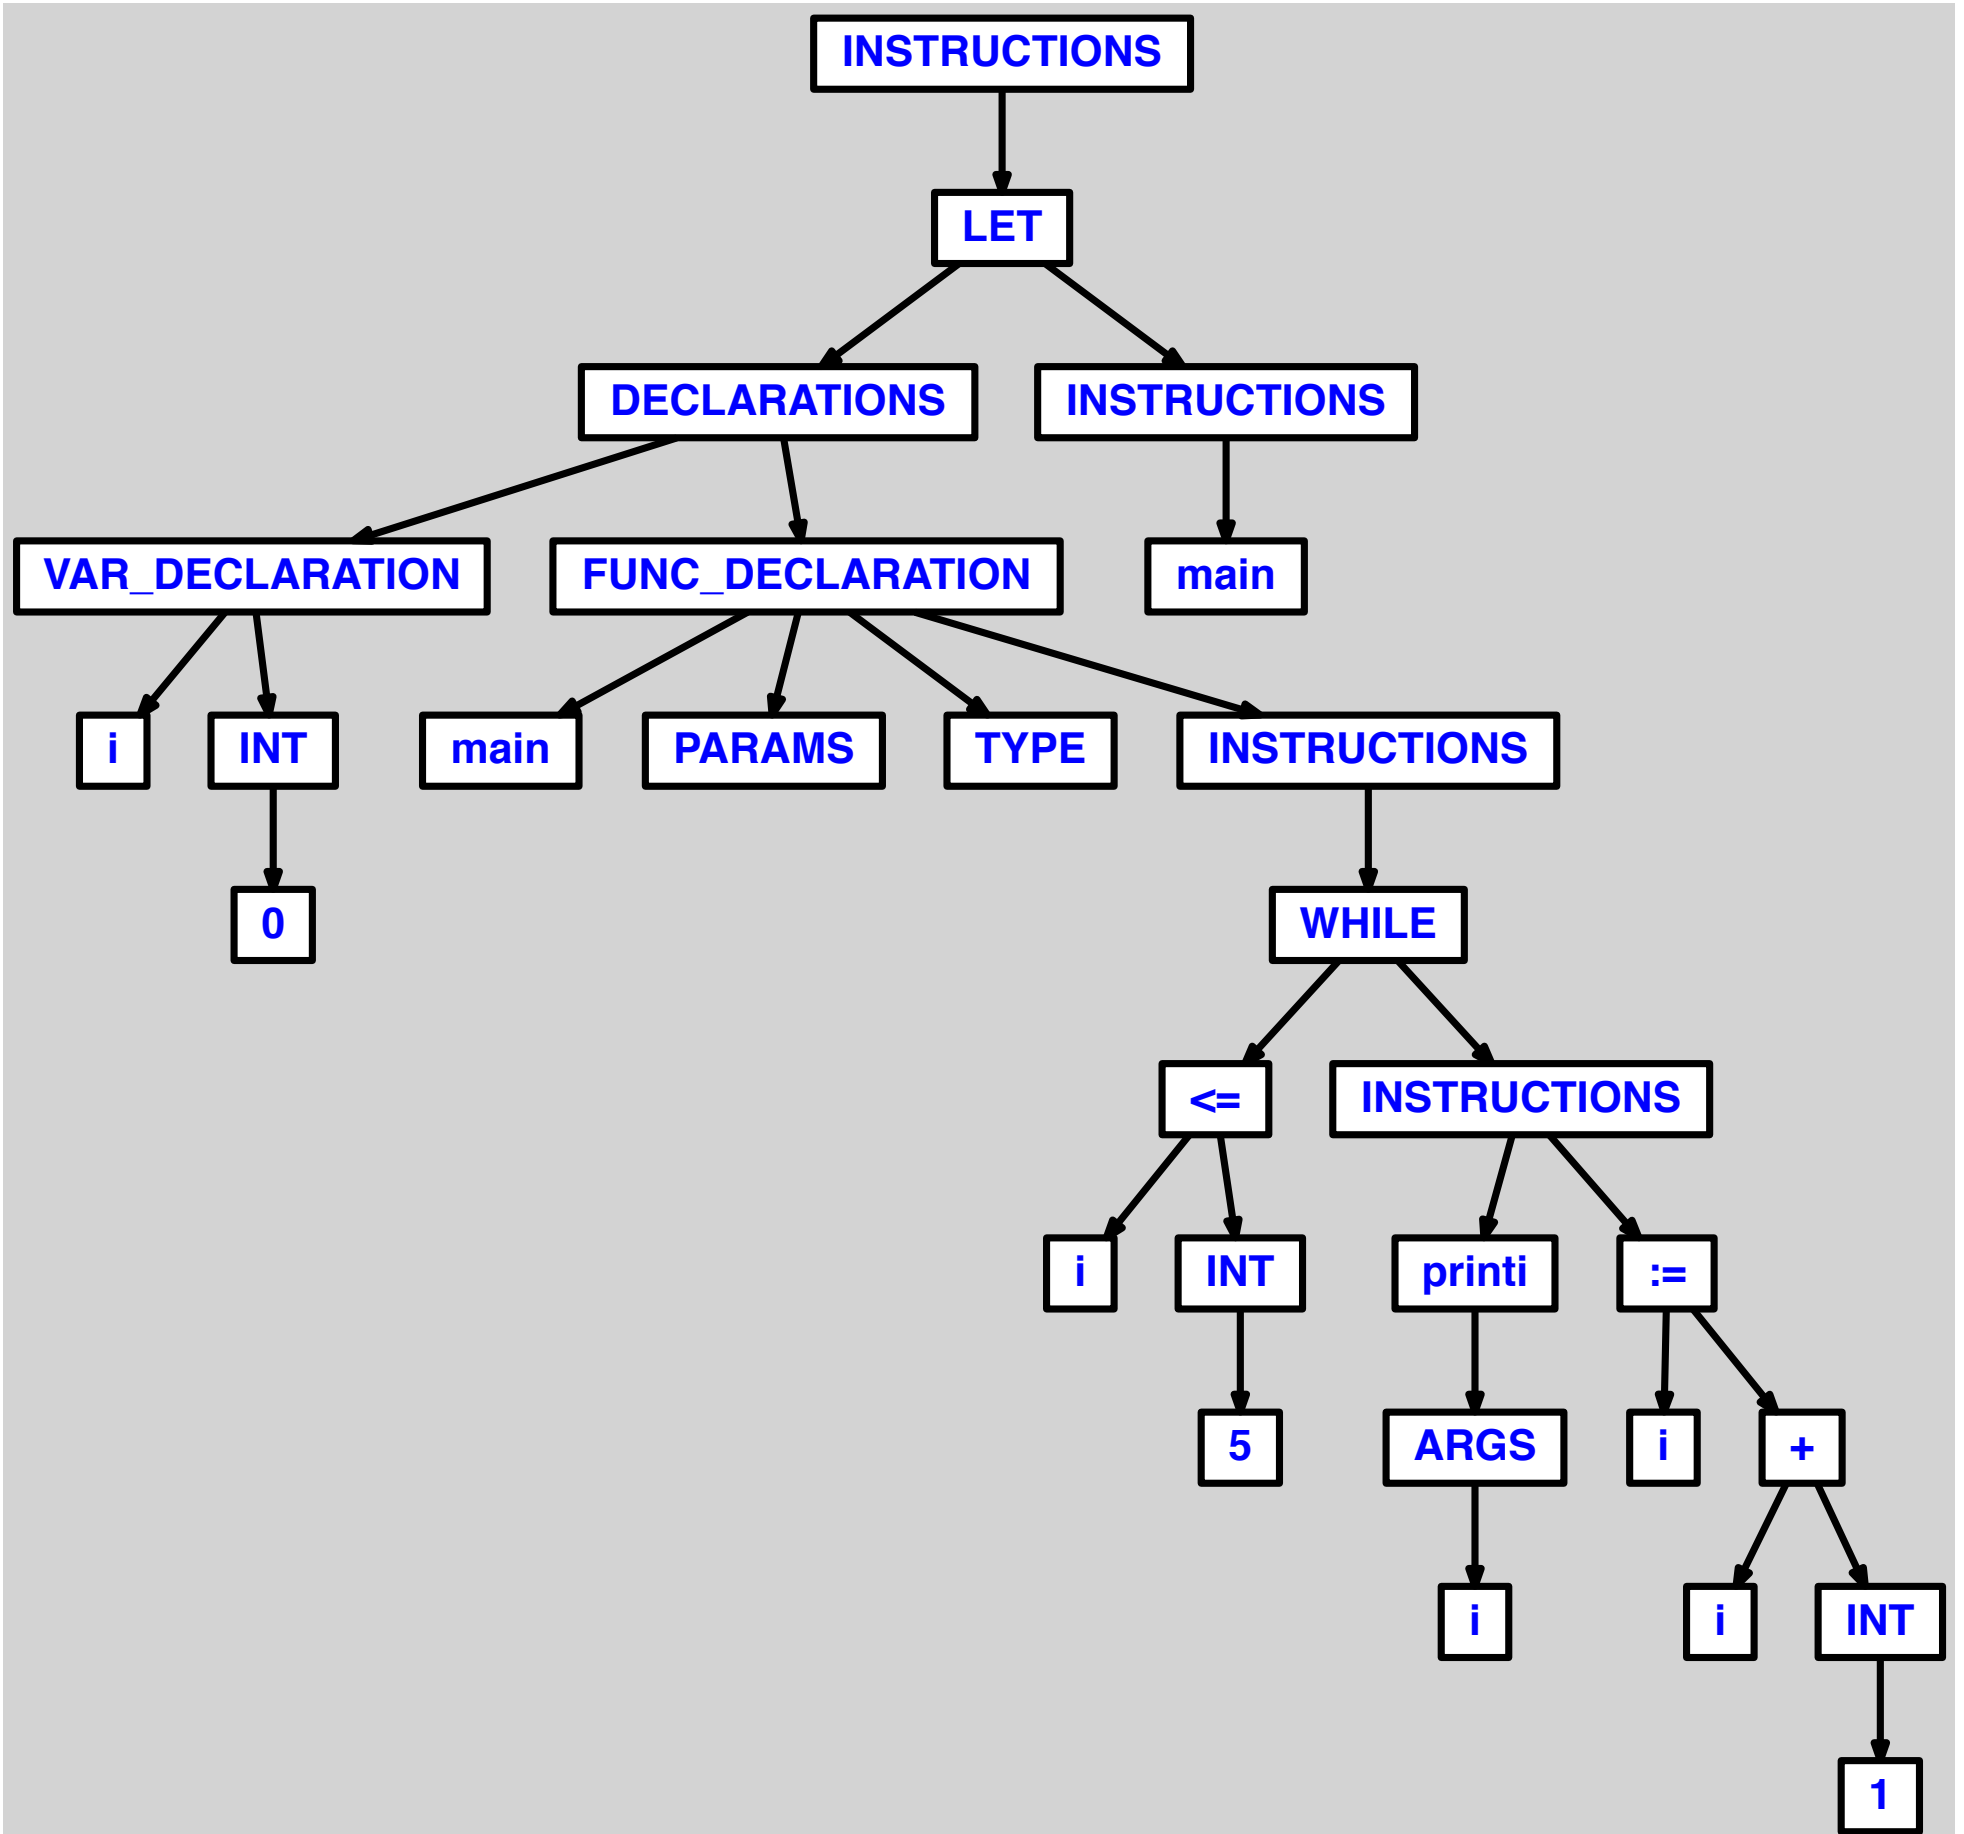 INSTRUCTIONS
LET
DECLARATIONS INSTRUCTIONS
VAR_DECLARATION FUNC_DECLARATION main
i INT main PARAMS TYPE INSTRUCTIONS
0 WHILE
<= INSTRUCTIONS
i INT printi :=
5 ARGS i +
i i INT
1